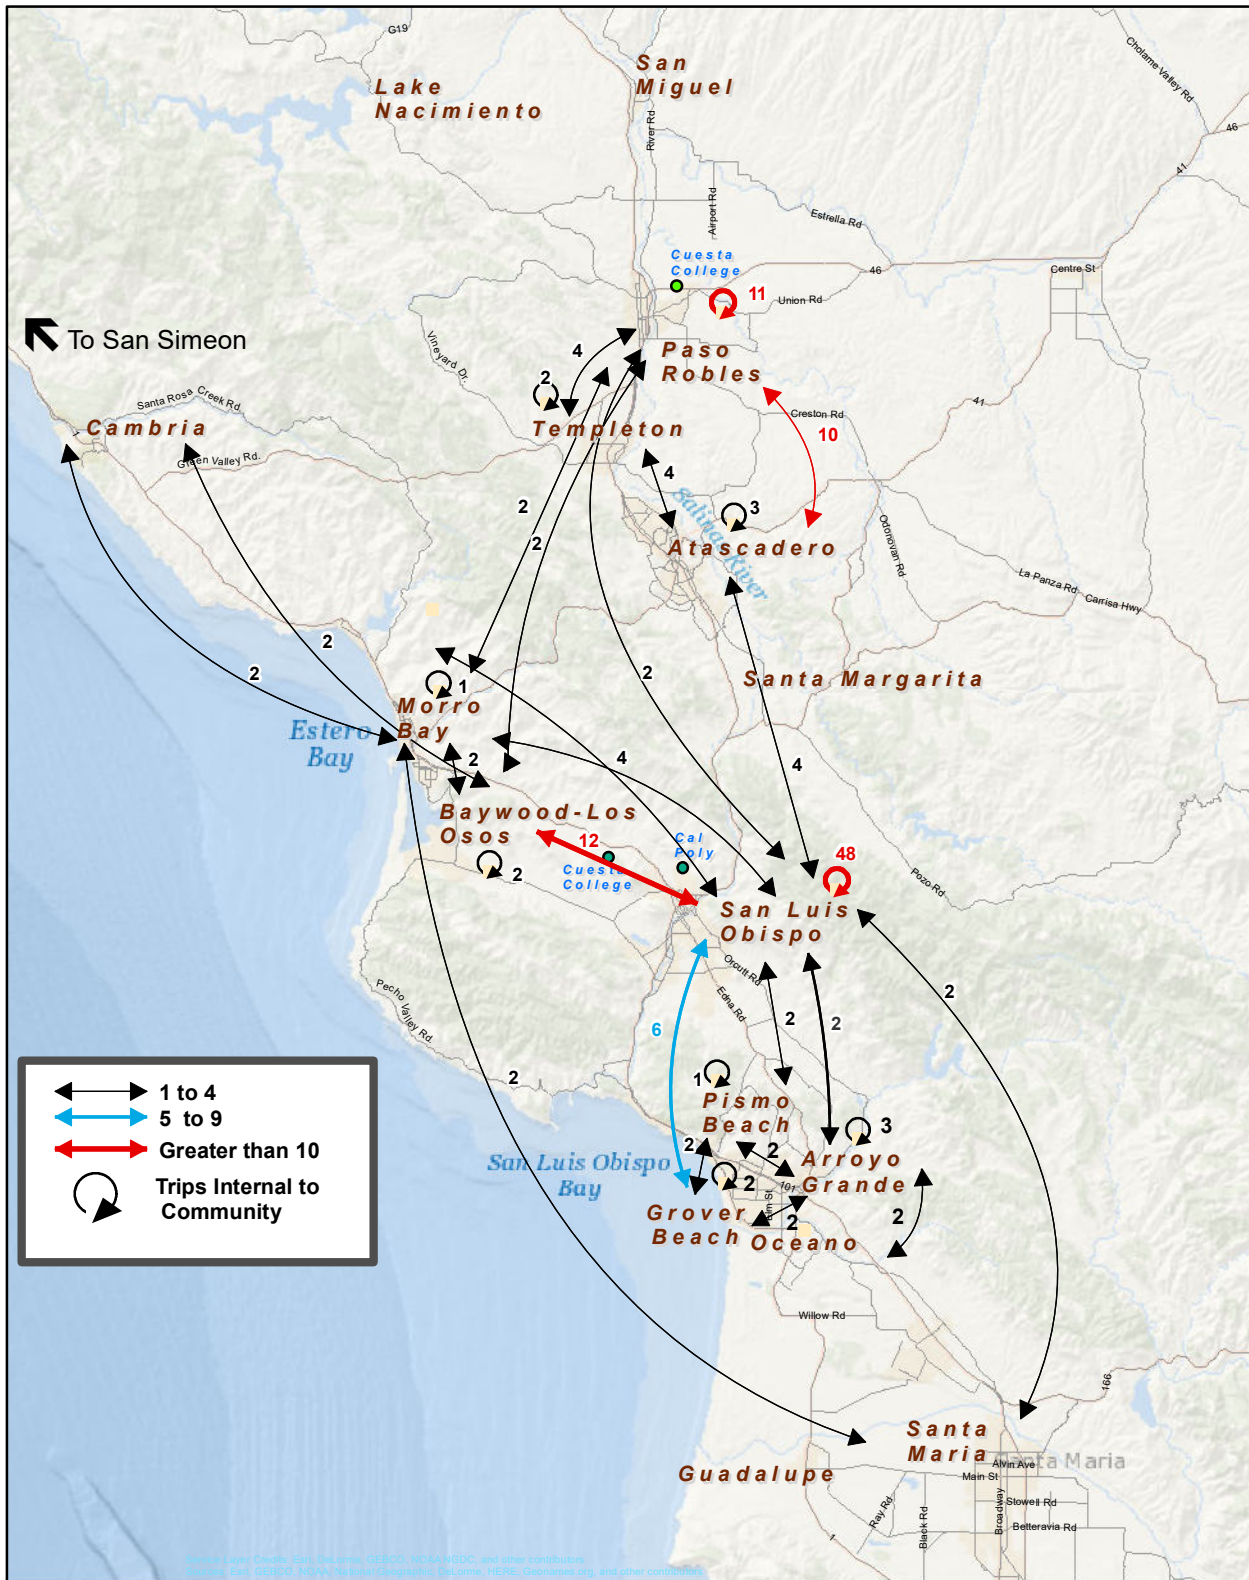 G19
Cholame Valley Rd
San
Miguel
Lake
Nacimiento
River Rd
46
41
Airport Rd
Estrella Rd
Cuesta
College
46
Centre St
11
Union Rd
To San Simeon
Vineyard Dr.
4
Paso
Robles
2
Santa Rosa
Creek Rd.
Creston Rd
41
Cambria
Templeton
10
Green Valley Rd.
4
2
Salinas River
3
Odonovan Rd
2
Atascadero
La Panza Rd
Carrisa Hwy
2
2
2
Santa Margarita
1
Morro
Bay
Estero
Bay
2
4
4
Baywood-Los
Osos
12
Cal
Poly
48
Cuesta
College
2
Pozo Rd
San Luis
Obispo
Orcutt Rd
Pecho Valley Rd.
Edna Rd
2
6
2
2
1 to 4
5 to 9
Greater than 10
Trips Internal to
Community
2
1
Pismo
Beach
3
2
2
Arroyo
Grande
San Luis Obispo
Bay
2
101
Elm St
Grover
Beach
2
2
Oceano
Willow Rd
166
Santa
Maria
Santa Maria
Alvin Ave
Guadalupe
Main St
Ray Rd
Black Rd
Broadway
Stowell Rd
Betteravia Rd
1